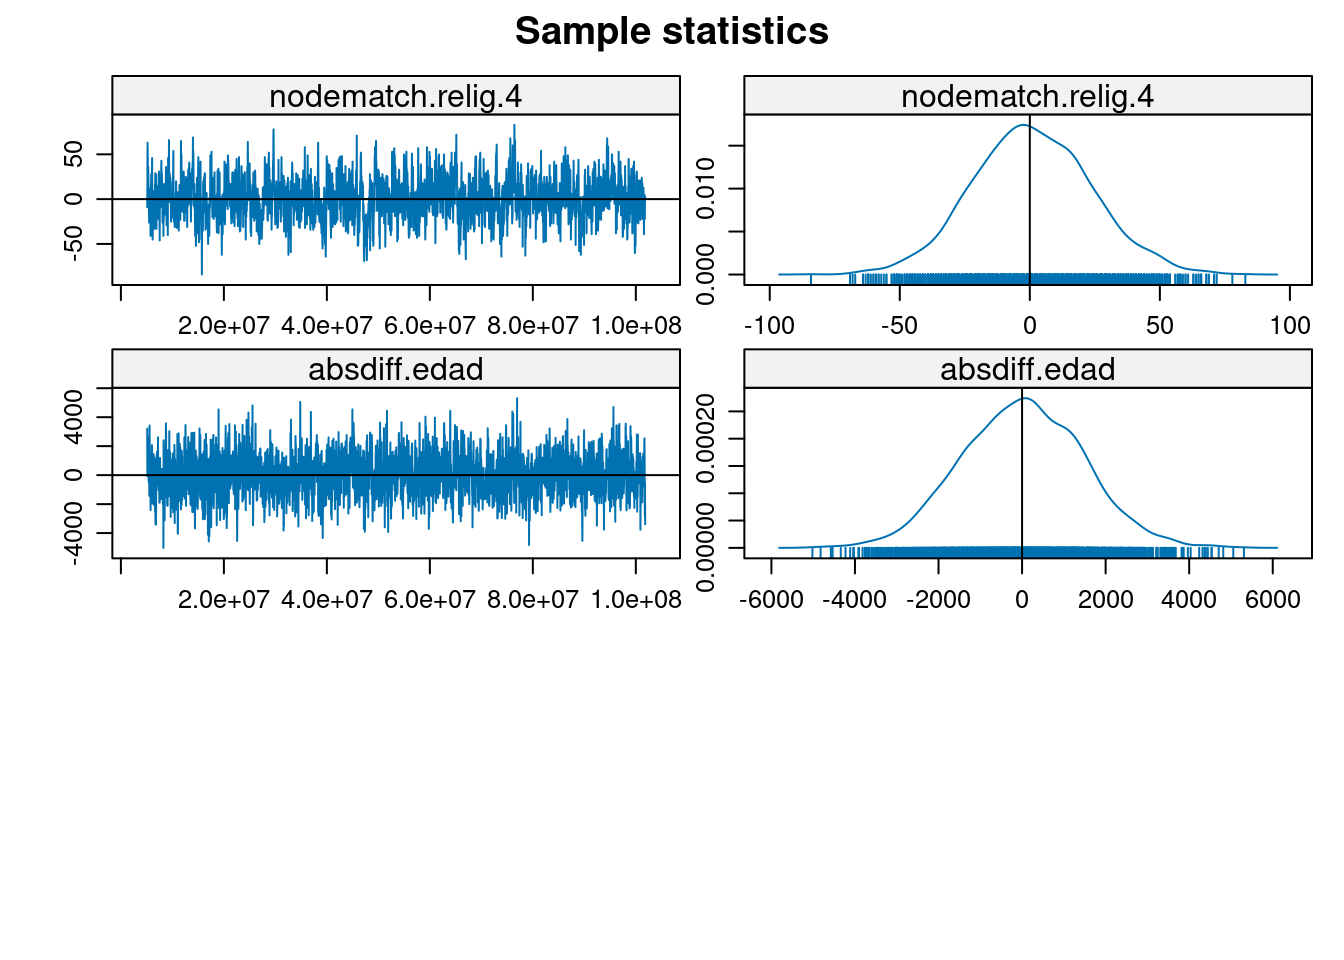 Sample statistics
nodematch.relig.4 nodematch.relig.4
50
0
-50
2.0e+07 4.0e+07 6.0e+07 8.0e+07 1.0e+08
0.010
0.000
-100 -50 0 50 100
absdiff.edad absdiff.edad
4000
0
-4000
2.0e+07 4.0e+07 6.0e+07 8.0e+07 1.0e+08
0.00020
0.00000
-6000 -4000 -2000 0 2000 4000 6000